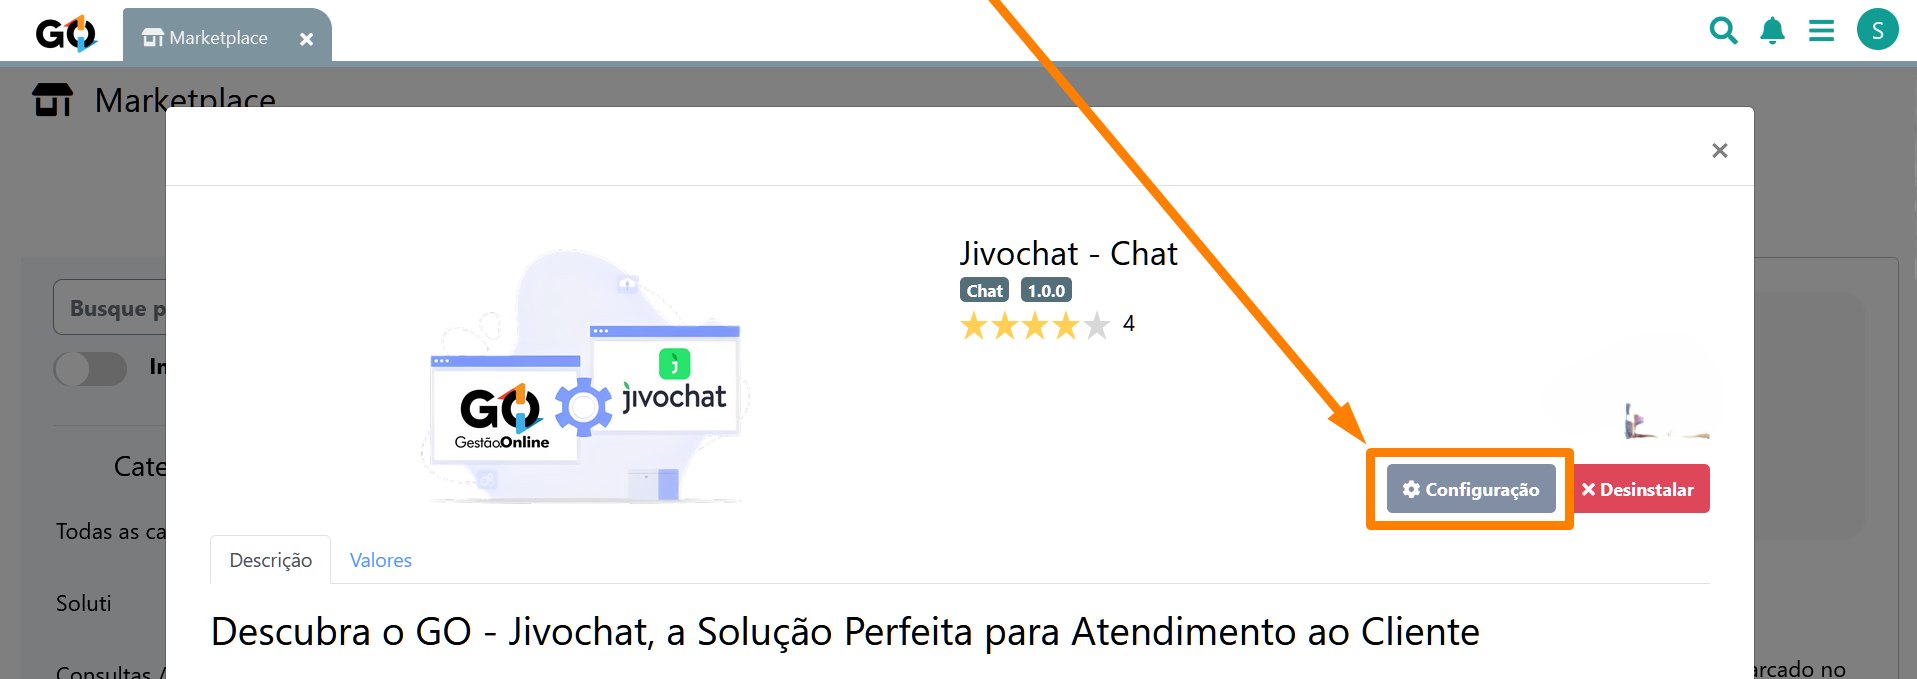 GO
Marketplace
S
Marketplace
Jivochat - Chat
Chat 1.0.0
4
Busque p
jivochat
GO
GestãoOnline
Configuração
Desinstalar
Cate
Todas as ca
Descrição
Valores
Soluti
Descubra o GO - Jivochat, a Solução Perfeita para Atendimento ao Cliente
Consultas /
arcado no